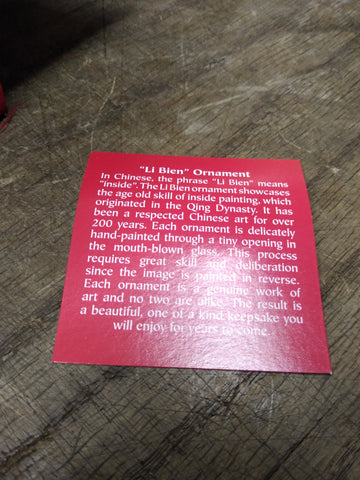 "Li Bien" Ornament
In Chinese, the phrase "Li Bien" means
"inside". The Li Bien ornament showcases
the age old skill of inside painting, which
originated in the Qing Dynasty. It has
been a respected Chinese art for over
200 years. Each ornament is delicately
hand-painted through a tiny opening in
the mouth-blown glass. This process
requires great skill and deliberation
since the image is painted in reverse.
Each ornament is a genuine work of
art and no two are alike. The result is
a beautiful, one of a kind keepsake you
will enjoy for years to come.